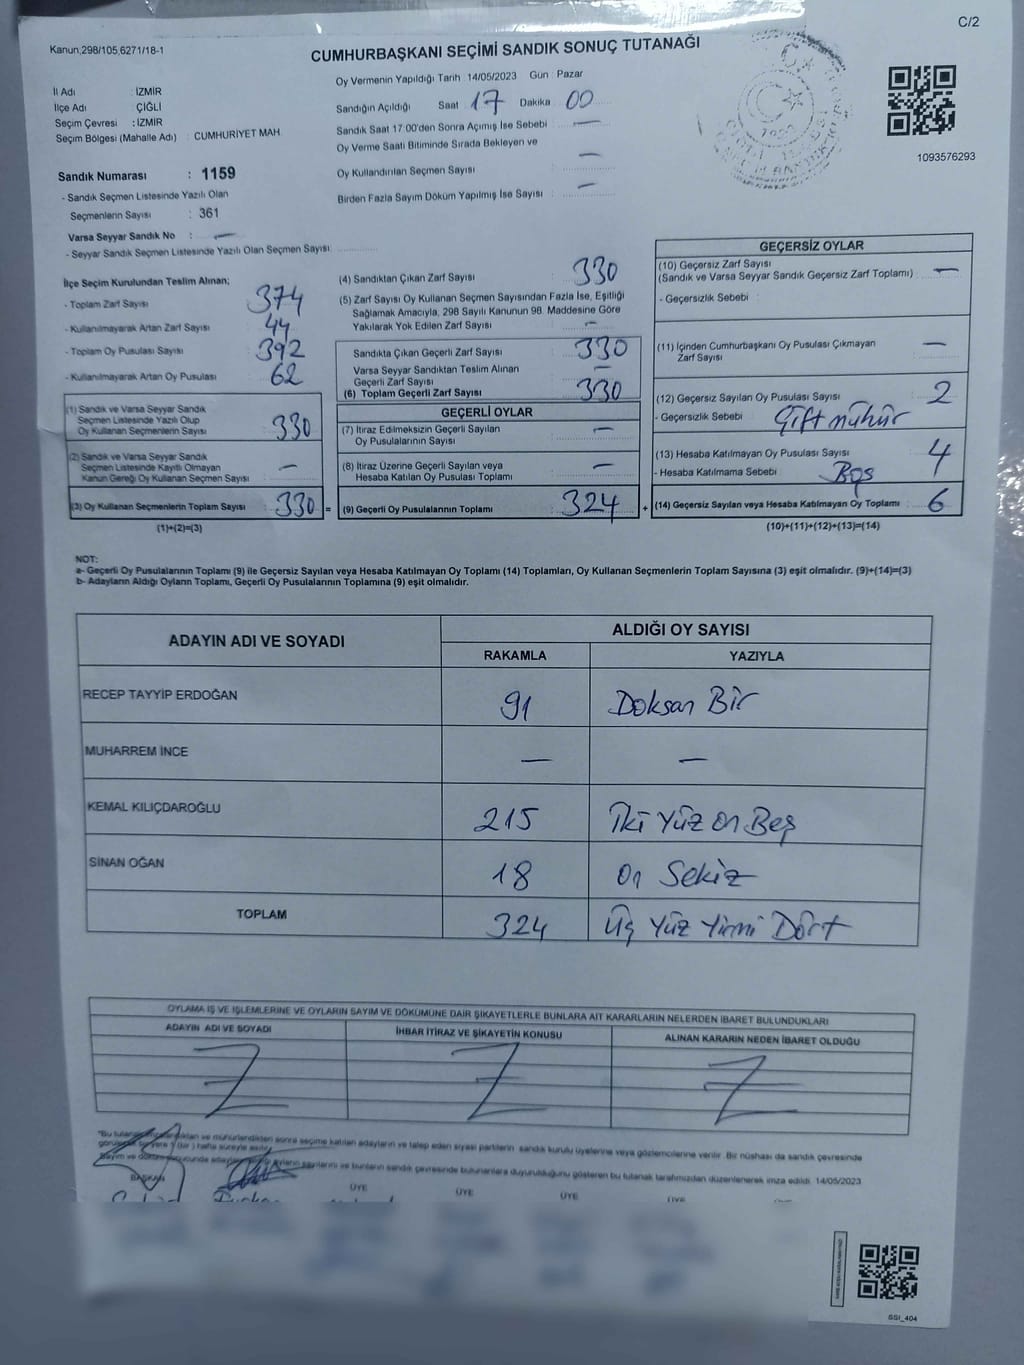 C/2
Kanun,298/105,6271/18-1
CUMHURBAŞKANI SEÇİMİ SANDIK SONUÇ TUTANAĞI
İl Adı : İZMİR
İlçe Adı : ÇİĞLİ
Seçim Çevresi : İZMİR
Seçim Bölgesi (Mahalle Adı) : CUMHURİYET MAH.
Sandık Numarası : 1159
- Sandık Seçmen Listesinde Yazılı Olan
Seçmenlerin Sayısı : 361
Varsa Seyyar Sandık No : —
- Seyyar Sandık Seçmen Listesinde Yazılı Olan Seçmen Sayısı:
Oy Vermenin Yapıldığı Tarih : 14/05/2023 Gün : Pazar
Sandığın Açıldığı Saat 17 Dakika 00
Sandık Saat 17:00'den Sonra Açımış İse Sebebi : —
Oy Verme Saati Bitiminde Sırada Bekleyen ve
Oy Kullandırılan Seçmen Sayısı : —
Birden Fazla Sayım Döküm Yapılmış İse Sayısı : —
1093576293
İlçe Seçim Kurulundan Teslim Alınan;
- Toplam Zarf Sayısı : 374
- Kullanılmayarak Artan Zarf Sayısı : 44
- Toplam Oy Pusulası Sayısı : 392
- Kullanılmayarak Artan Oy Pusulası : 62
(1) Sandık ve Varsa Seyyar Sandık
Seçmen Listesinde Yazılı Olup
Oy Kullanan Seçmenlerin Sayısı : 330
(2) Sandık ve Varsa Seyyar Sandık
Seçmen Listesinde Kayıtlı Olmayan
Kanun Gereği Oy Kullanan Seçmen Sayısı : —
(3) Oy Kullanan Seçmenlerin Toplam Sayısı : 330 =
(1)+(2)=(3)
(4) Sandıktan Çıkan Zarf Sayısı : 330
(5) Zarf Sayısı Oy Kullanan Seçmen Sayısından Fazla İse, Eşitliği
Sağlamak Amacıyla, 298 Sayılı Kanunun 98. Maddesine Göre
Yakılarak Yok Edilen Zarf Sayısı : —
Sandıkta Çıkan Geçerli Zarf Sayısı : 330
Varsa Seyyar Sandıktan Teslim Alınan
Geçerli Zarf Sayısı : —
(6) Toplam Geçerli Zarf Sayısı : 330
GEÇERLİ OYLAR
(7) İtiraz Edilmeksizin Geçerli Sayılan
Oy Pusulalarının Sayısı : —
(8) İtiraz Üzerine Geçerli Sayılan veya
Hesaba Katılan Oy Pusulası Toplamı : —
(9) Geçerli Oy Pusulalarının Toplamı : 324 +
GEÇERSİZ OYLAR
(10) Geçersiz Zarf Sayısı
(Sandık ve Varsa Seyyar Sandık Geçersiz Zarf Toplamı) : —
- Geçersizlik Sebebi :
(11) İçinden Cumhurbaşkanı Oy Pusulası Çıkmayan
Zarf Sayısı : —
(12) Geçersiz Sayılan Oy Pusulası Sayısı : 2
- Geçersizlik Sebebi : Çift mühür
(13) Hesaba Katılmayan Oy Pusulası Sayısı : 4
- Hesaba Katılmama Sebebi : Boş
(14) Geçersiz Sayılan veya Hesaba Katılmayan Oy Toplamı : 6
(10)+(11)+(12)+(13)=(14)
NOT:
a- Geçerli Oy Pusulalarının Toplamı (9) ile Geçersiz Sayılan veya Hesaba Katılmayan Oy Toplamı (14) Toplamları, Oy Kullanan Seçmenlerin Toplam Sayısına (3) eşit olmalıdır. (9)+(14)=(3)
b- Adayların Aldığı Oyların Toplamı, Geçerli Oy Pusulalarının Toplamına (9) eşit olmalıdır.
ADAYIN ADI VE SOYADI ALDIĞI OY SAYISI
RAKAMLA YAZIYLA
RECEP TAYYİP ERDOĞAN 91 Doksan Bir
MUHARREM İNCE — —
KEMAL KILIÇDAROĞLU 215 İki Yüz On Beş
SİNAN OĞAN 18 On Sekiz
TOPLAM 324 Üç Yüz Yirmi Dört
OYLAMA İŞ VE İŞLEMLERİNE VE OYLARIN SAYIM VE DÖKÜMÜNE DAİR ŞİKAYETLERLE BUNLARA AİT KARARLARIN NELERDEN İBARET BULUNDUKLARI
ADAYIN ADI VE SOYADI İHBAR İTİRAZ VE ŞİKAYETİN KONUSU ALINAN KARARIN NEDEN İBARET OLDUĞU
"Bu ve mühürlendikten sonra seçime katılan adayların ve talep eden siyasi partilerin sandık kurulu üyelerine veya gözlemcilerine verilir. Bir nüshası da sandık çevresinde
yere 1 (bir) hafta süreyle asılır.
Sayım ve ayların sayılarını ve bunların sandık çevresinde bulunanlara duyurulduğunu gösteren bu tutanak tarafımızdan düzenlenerek imza edildi. 14/05/2023
BAŞKAN ÜYE ÜYE ÜYE ÜYE
SSI_404